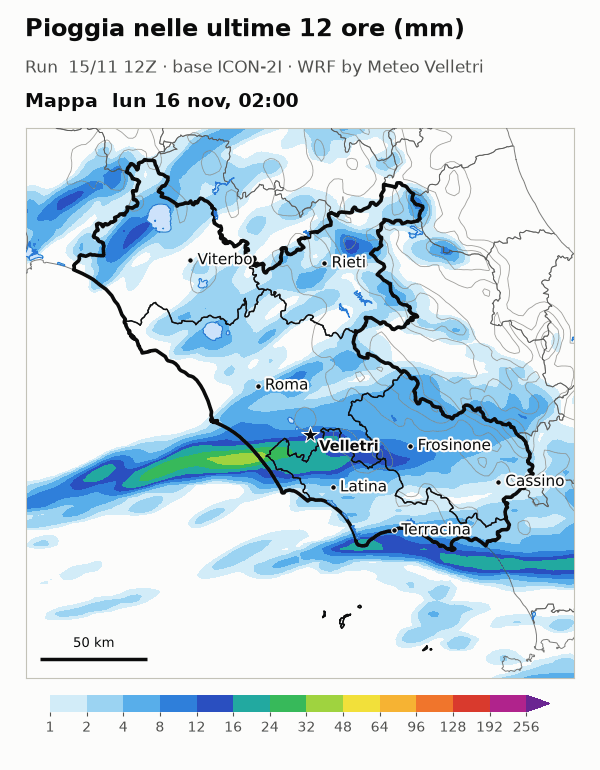 Pioggia nelle ultime 12 ore (mm)
Run 15/11 12Z · base ICON-2I · WRF by Meteo Velletri
Mappa lun 16 nov, 02:00
Viterbo
Rieti
Roma
Velletri
Frosinone
Latina
Cassino
Terracina
50 km
1 2 4 8 12 16 24 32 48 64 96 128 192 256